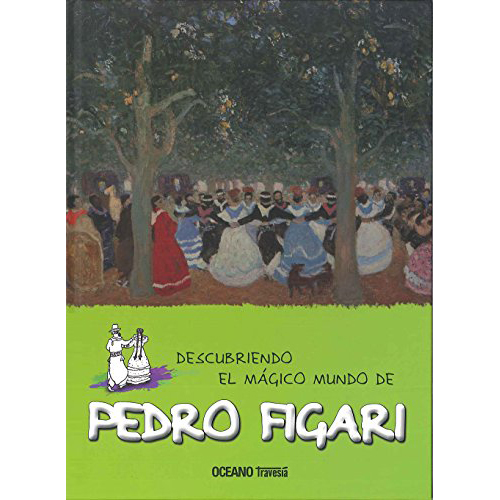 DESCUBRIENDO
EL MÁGICO MUNDO DE
PEDRO FIGARI
OCEANO travesía